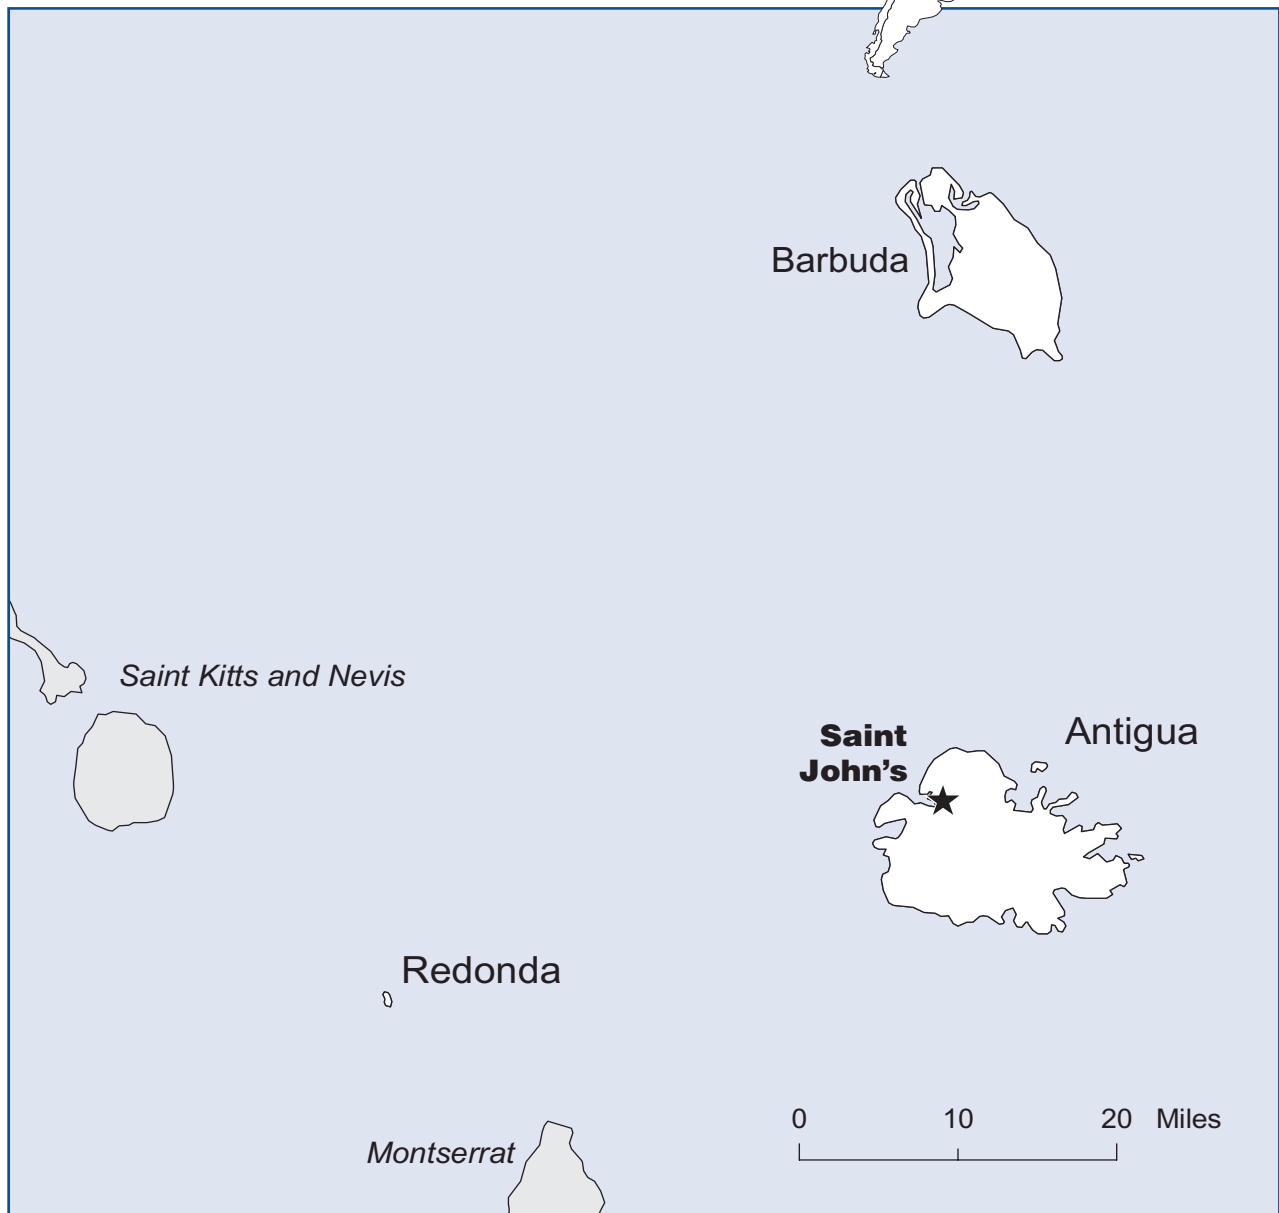 Barbuda
Saint Kitts and Nevis
Antigua
Saint
John’s
Redonda
0 10 20 Miles
Montserrat